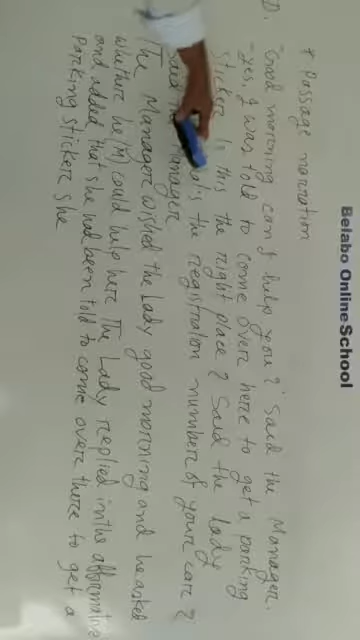 Belabo Online School
* Passage narration
D. "Good morning can I help you?" Said the Manager.
"yes, I was told to come over here to get a parking
sticker. Is this the right place? Said the lady
is the registration number of your care?
Said Manager
The Manager wished the Lady good morning and he asked
whether he (M) could help here. The Lady replied in the affirmative
and added that she had been told to come over there to get a
parking sticker. She